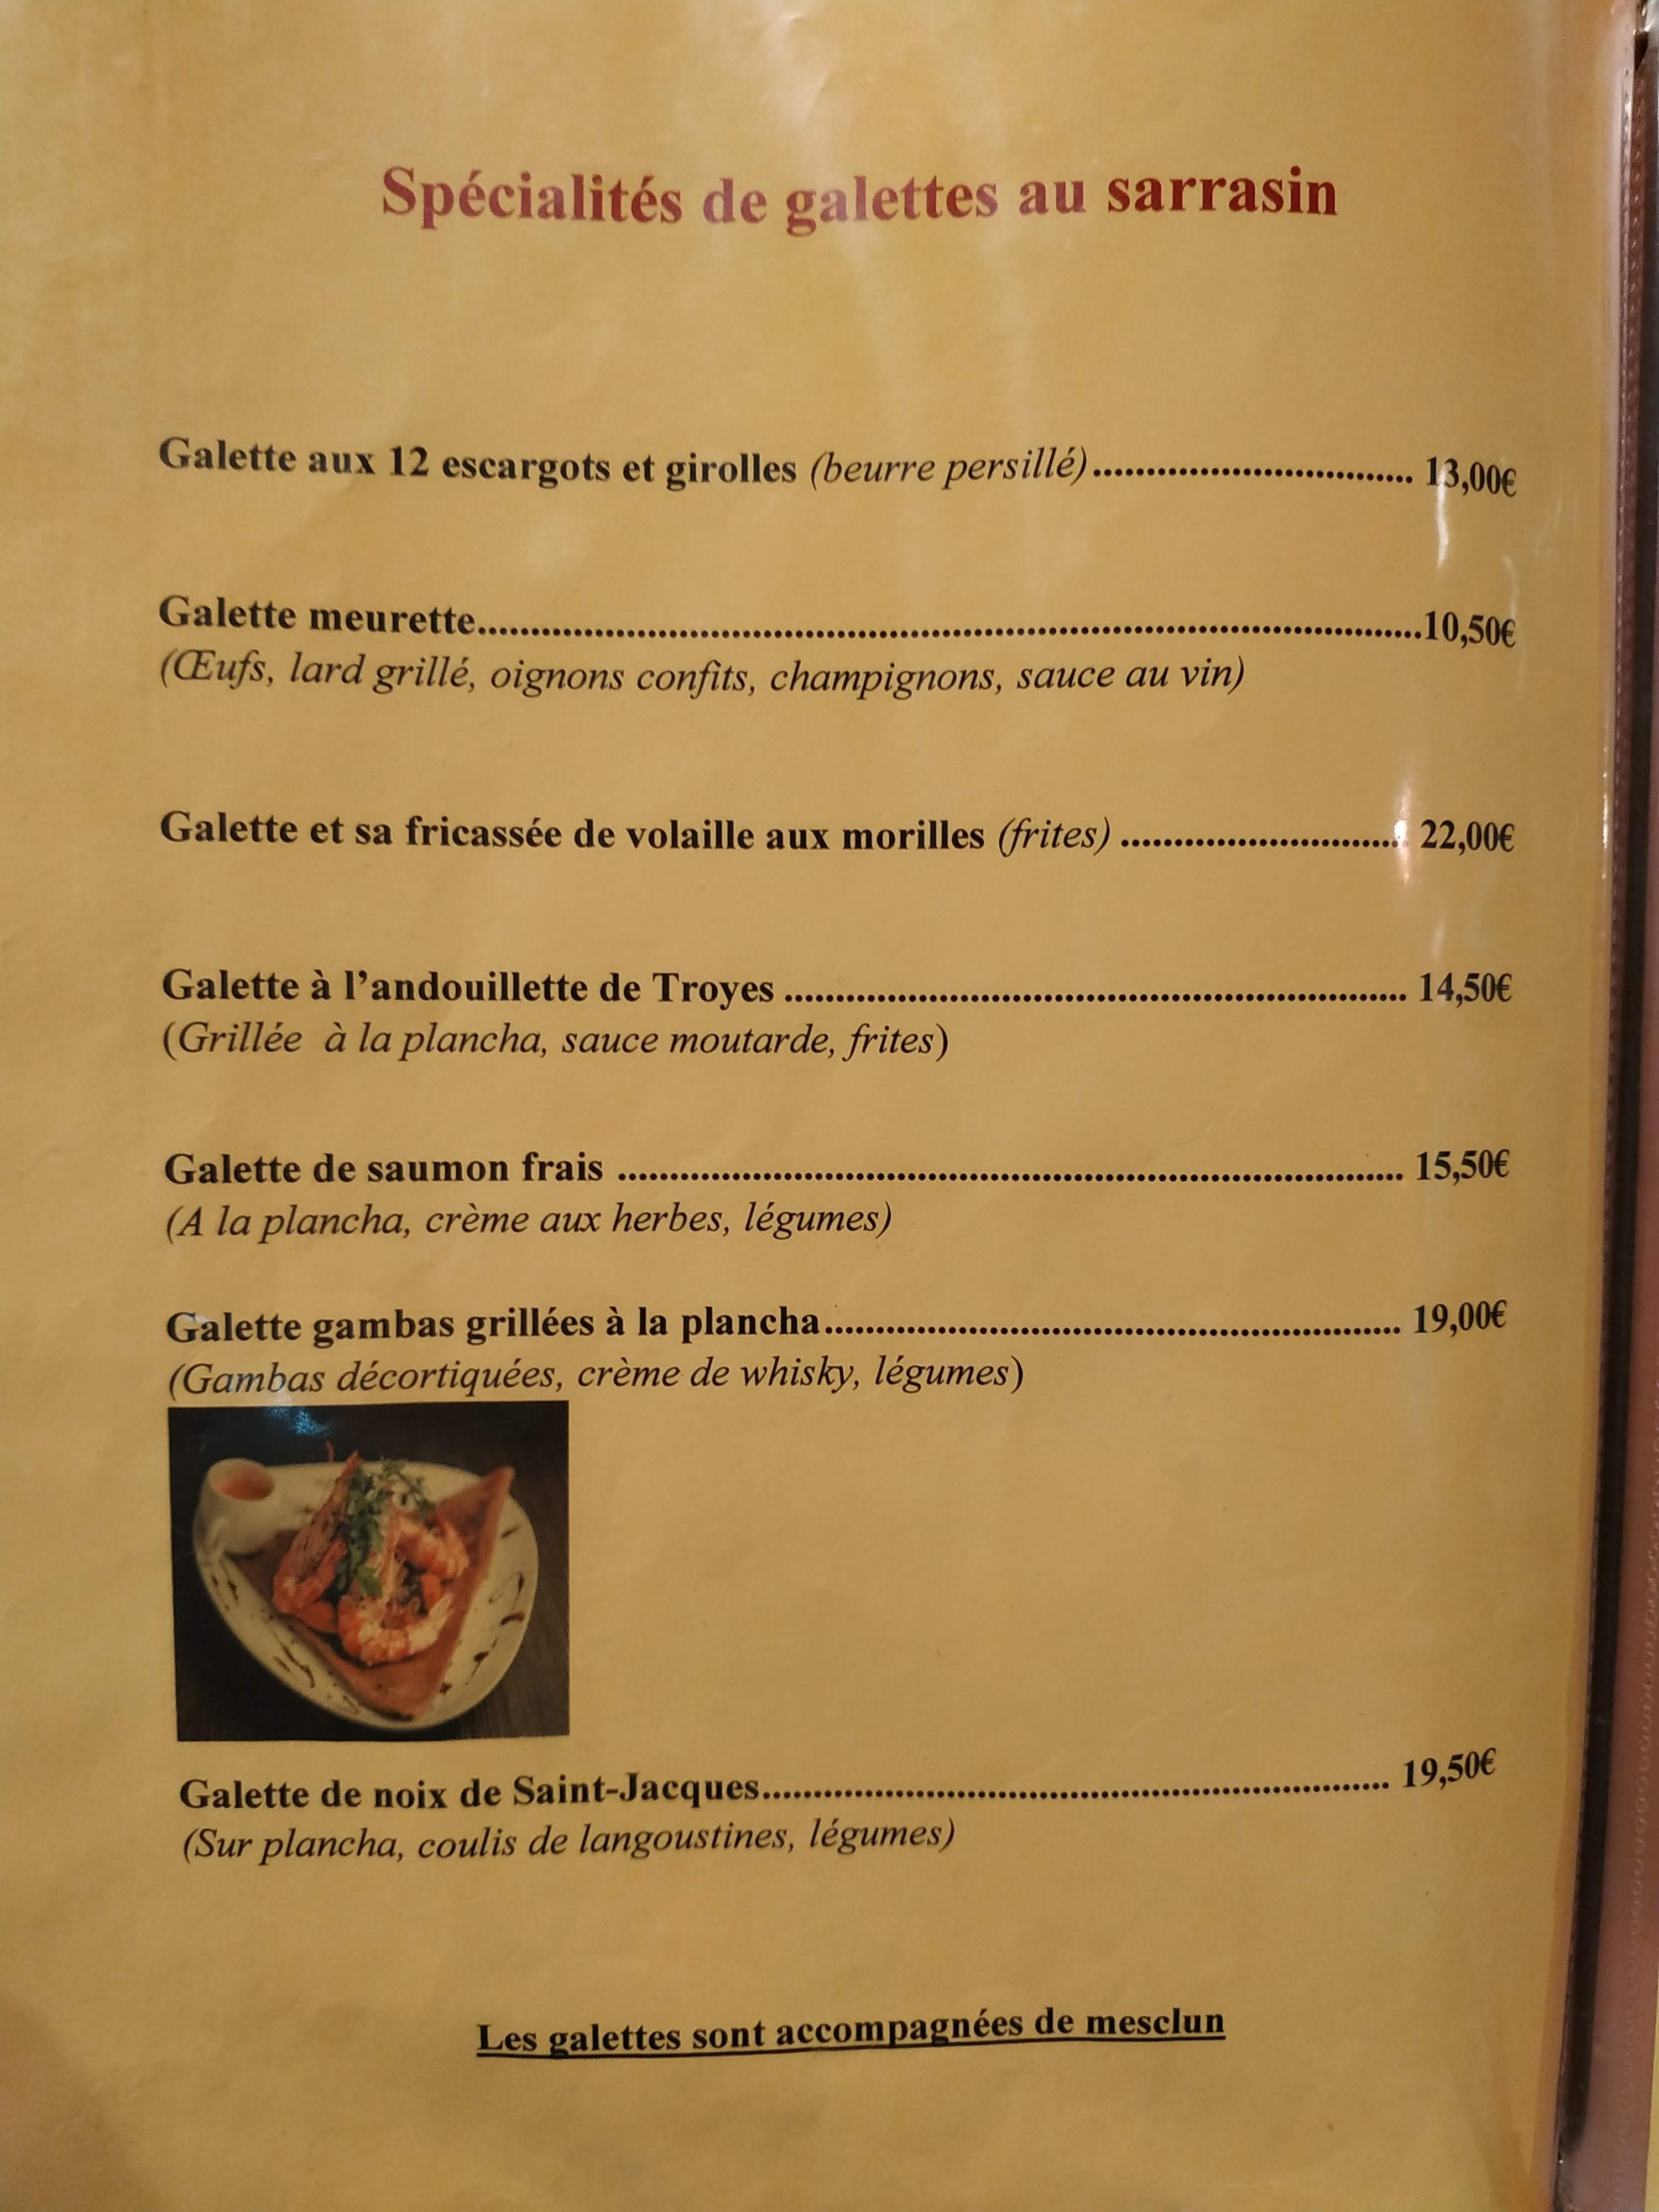 Spécialités de galettes au sarrasin
Galette aux 12 escargots et girolles (beurre persillé)............................... 13,00€
Galette meurette...........................................................................................10,50€
(Œufs, lard grillé, oignons confits, champignons, sauce au vin)
Galette et sa fricassée de volaille aux morilles (frites) ........................... 22,00€
Galette à l’andouillette de Troyes ............................................................ 14,50€
(Grillée à la plancha, sauce moutarde, frites)
Galette de saumon frais ............................................................................ 15,50€
(A la plancha, crème aux herbes, légumes)
Galette gambas grillées à la plancha........................................................ 19,00€
(Gambas décortiquées, crème de whisky, légumes)
Galette de noix de Saint-Jacques............................................................. 19,50€
(Sur plancha, coulis de langoustines, légumes)
Les galettes sont accompagnées de mesclun